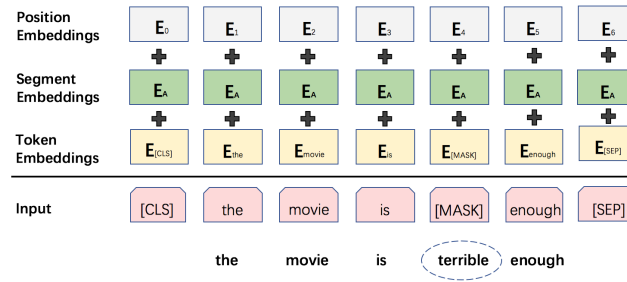 Position Embeddings E0 E1 E2 E3 E4 E5 E6
Segment Embeddings EA EA EA EA EA EA EA
Token Embeddings E[CLS] Ethe Emovie Eis E[MASK] Eenough E[SEP]
Input [CLS] the movie is [MASK] enough [SEP]
the movie is terrible enough